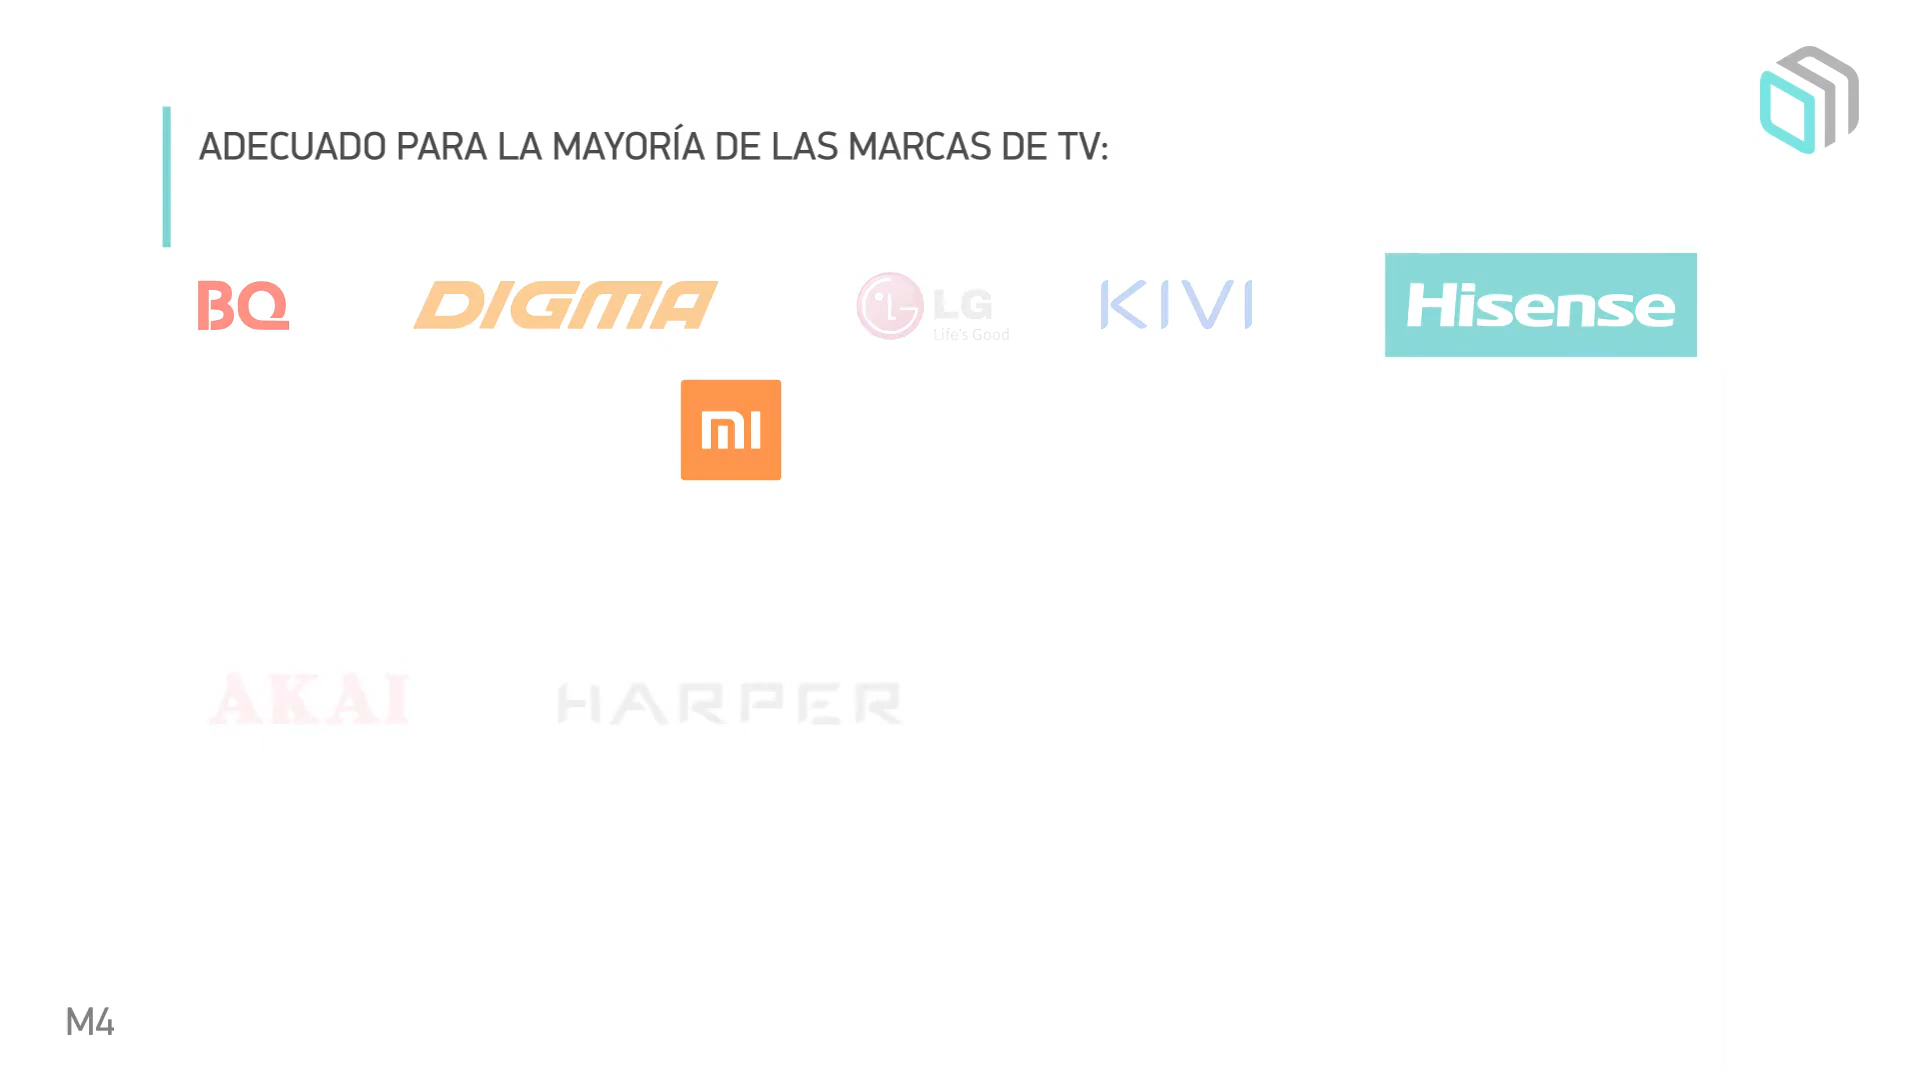 ADECUADO PARA LA MAYORÍA DE LAS MARCAS DE TV:
BQ DIGMA LG KIVI Hisense
Life's Good
MI
AKAI HARPER
M4